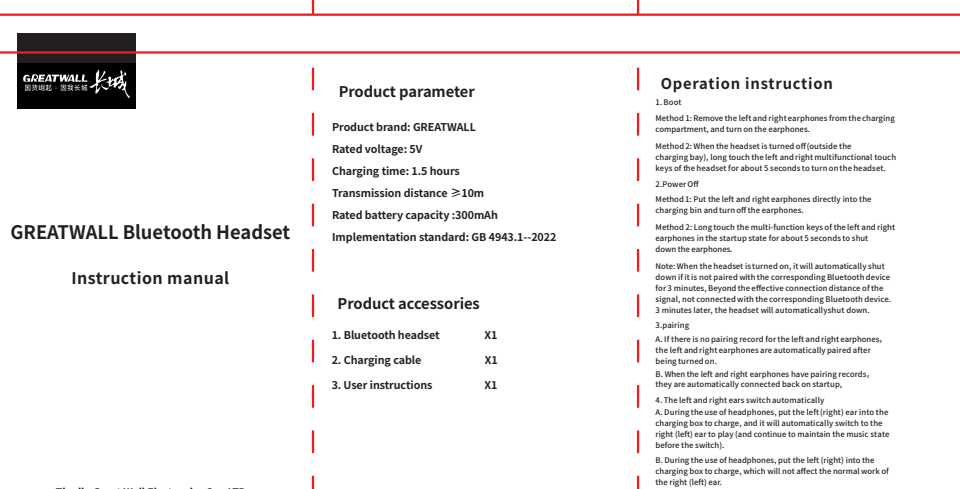 GREATWALL 长城
国货崛起·固我长城
GREATWALL Bluetooth Headset
Instruction manual
Product parameter
Product brand: GREATWALL
Rated voltage: 5V
Charging time: 1.5 hours
Transmission distance ≥10m
Rated battery capacity :300mAh
Implementation standard: GB 4943.1--2022
Product accessories
1. Bluetooth headset X1
2. Charging cable X1
3. User instructions X1
Operation instruction
1. Boot
Method 1: Remove the left and right earphones from the charging
compartment, and turn on the earphones.
Method 2: When the headset is turned off (outside the
charging bay), long touch the left and right multifunctional touch
keys of the headset for about 5 seconds to turn on the headset.
2.Power Off
Method 1: Put the left and right earphones directly into the
charging bin and turn off the earphones.
Method 2: Long touch the multi-function keys of the left and right
earphones in the startup state for about 5 seconds to shut
down the earphones.
Note: When the headset is turned on, it will automatically shut
down if it is not paired with the corresponding Bluetooth device
for 3 minutes, Beyond the effective connection distance of the
signal, not connected with the corresponding Bluetooth device.
3 minutes later, the headset will automaticallyshut down.
3.pairing
A. If there is no pairing record for the left and right earphones,
the left and right earphones are automatically paired after
being turned on.
B. When the left and right earphones have pairing records,
they are automatically connected back on startup,
4. The left and right ears switch automatically
A. During the use of headphones, put the left (right) ear into the
charging box to charge, and it will automatically switch to the
right (left) ear to play (and continue to maintain the music state
before the switch).
B. During the use of headphones, put the left (right) into the
charging box to charge, which will not affect the normal work of
the right (left) ear.